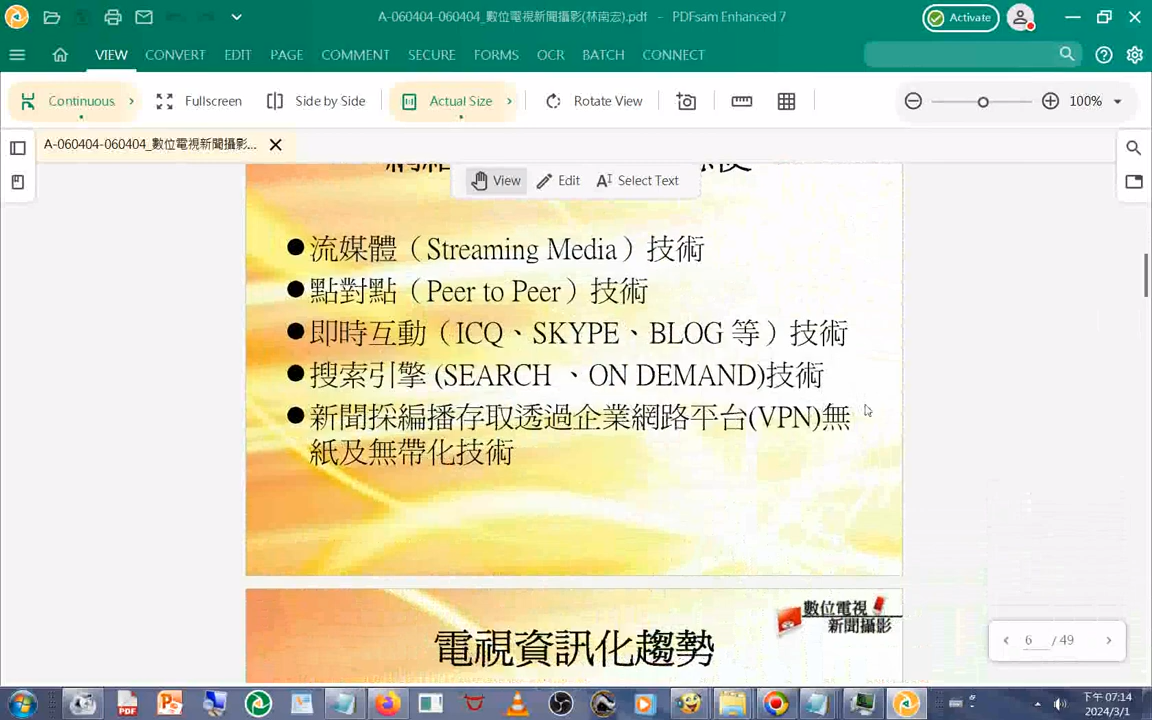 A-060404-060404_數位電視新聞攝影(林南宏).pdf - PDFsam Enhanced 7
Activate
VIEW CONVERT EDIT PAGE COMMENT SECURE FORMS OCR BATCH CONNECT
Continuous Fullscreen Side by Side Actual Size Rotate View 100%
A-060404-060404_數位電視新聞攝影...
View Edit Select Text
●流媒體（Streaming Media）技術
●點對點（Peer to Peer）技術
●即時互動（ICQ、SKYPE、BLOG 等）技術
●搜索引擎 (SEARCH 、ON DEMAND)技術
●新聞採編播存取透過企業網路平台(VPN)無
紙及無帶化技術
數位電視
新聞攝影
電視資訊化趨勢
6 / 49
下午 07:14
2024/3/1